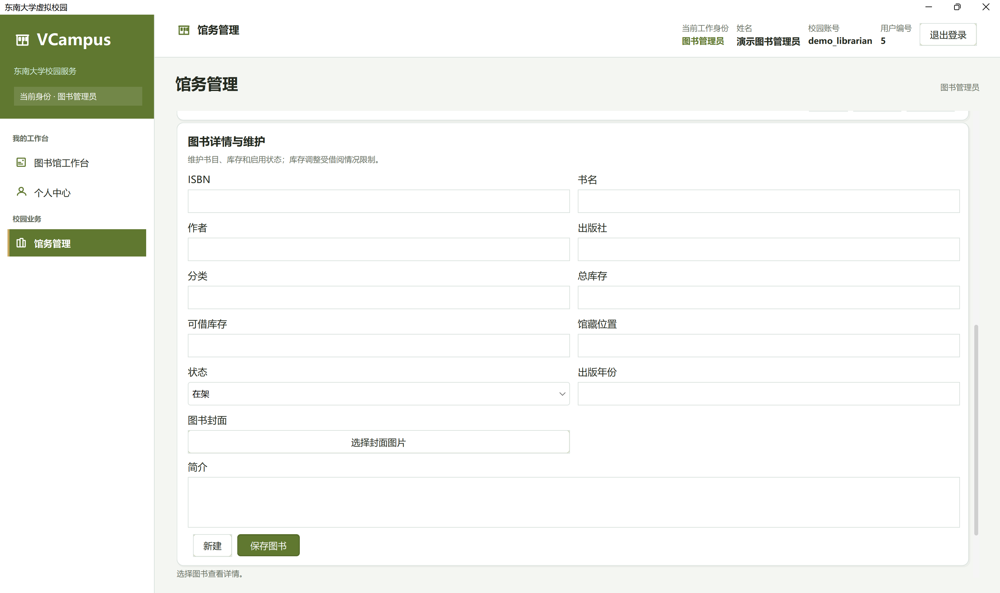 东南大学虚拟校园
VCampus
东南大学校园服务
当前身份 · 图书管理员
我的工作台
图书馆工作台
个人中心
校园业务
馆务管理
馆务管理
当前工作身份 姓名 校园账号 用户编号
图书管理员 演示图书管理员 demo_librarian 5
退出登录
馆务管理
图书管理员
图书详情与维护
维护书目、库存和启用状态；库存调整受借阅情况限制。
ISBN 书名
作者 出版社
分类 总库存
可借库存 馆藏位置
状态 出版年份
在架
图书封面
选择封面图片
简介
新建 保存图书
选择图书查看详情。